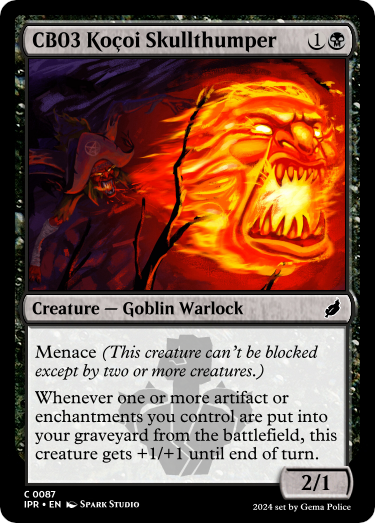 CB03 Koçoi Skullthumper 1
Creature — Goblin Warlock
Menace (This creature can't be blocked
except by two or more creatures.)
Whenever one or more artifact or
enchantments you control are put into
your graveyard from the battlefield, this
creature gets +1/+1 until end of turn.
2/1
C 0087
IPR • EN SPARK STUDIO
2024 set by Gema Police